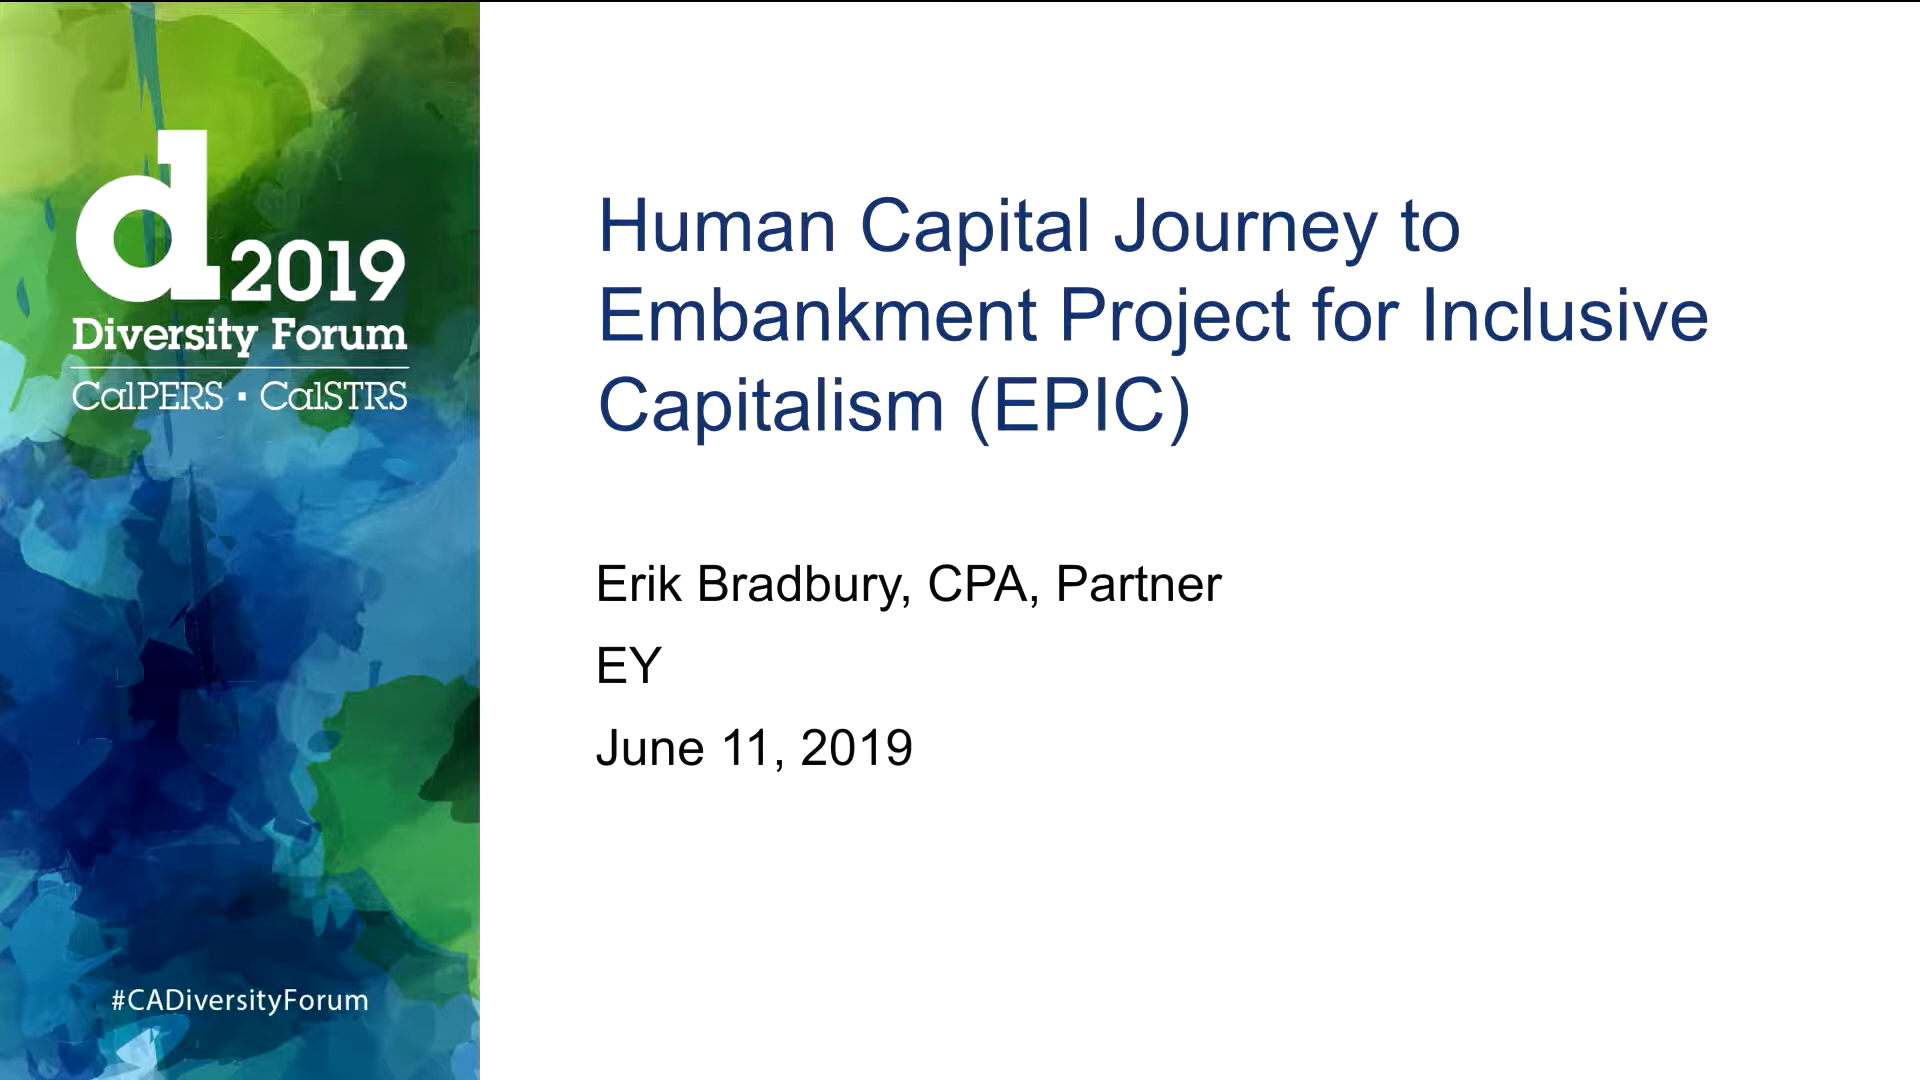 d2019
Diversity Forum
CalPERS ▪ CalSTRS
#CADiversityForum
Human Capital Journey to
Embankment Project for Inclusive
Capitalism (EPIC)
Erik Bradbury, CPA, Partner
EY
June 11, 2019